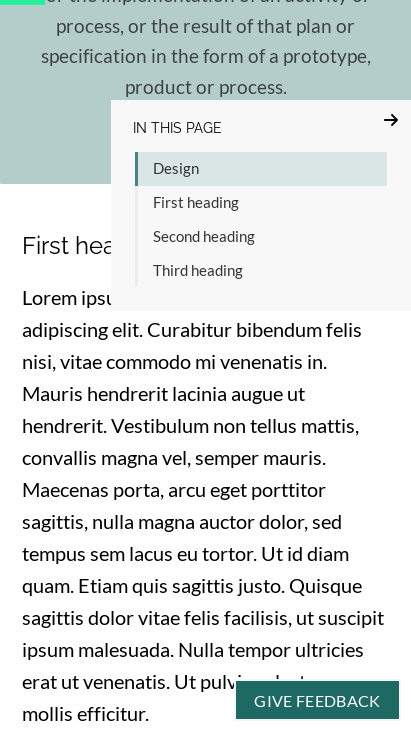 process, or the result of that plan or
specification in the form of a prototype,
product or process.
IN THIS PAGE
Design
First heading
Second heading
Third heading
First hea
Lorem ipsu
adipiscing elit. Curabitur bibendum felis
nisi, vitae commodo mi venenatis in.
Mauris hendrerit lacinia augue ut
hendrerit. Vestibulum non tellus mattis,
convallis magna vel, semper mauris.
Maecenas porta, arcu eget porttitor
sagittis, nulla magna auctor dolor, sed
tempus sem lacus eu tortor. Ut id diam
quam. Etiam quis sagittis justo. Quisque
sagittis dolor vitae felis facilisis, ut suscipit
ipsum malesuada. Nulla tempor ultricies
erat ut venenatis. Ut
mollis efficitur.
GIVE FEEDBACK